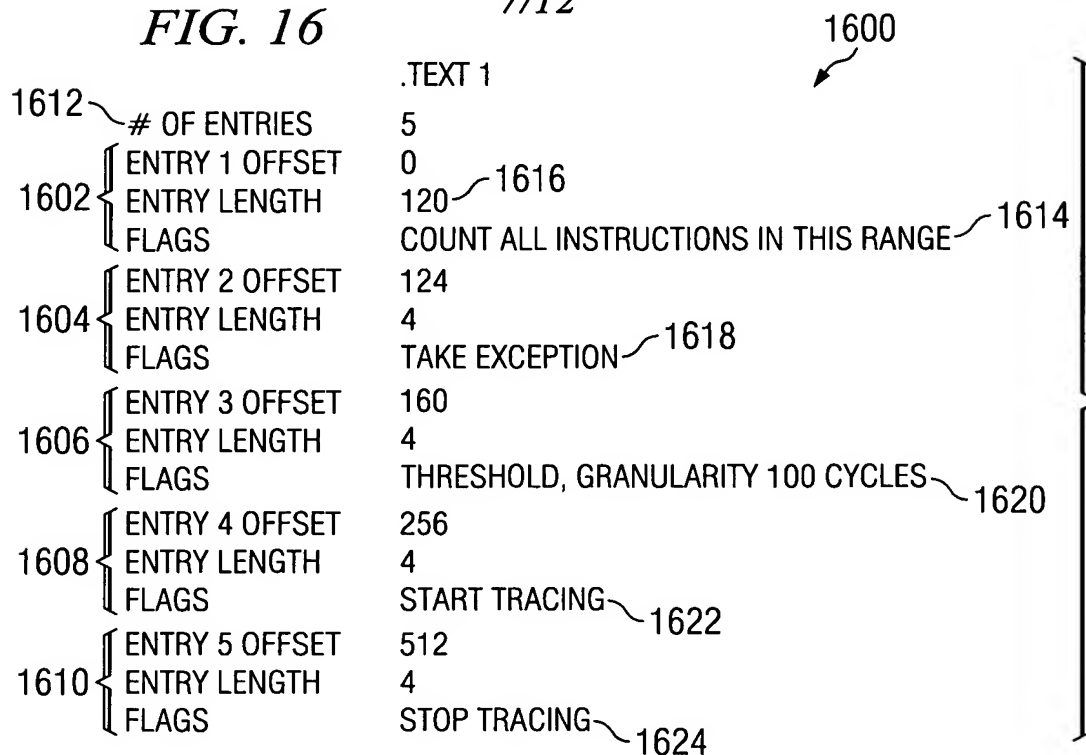 FIG. 16
7/12
1600
.TEXT 1
1612
# OF ENTRIES 5
ENTRY 1 OFFSET 0
1602 ENTRY LENGTH 120 1616
FLAGS COUNT ALL INSTRUCTIONS IN THIS RANGE 1614
ENTRY 2 OFFSET 124
1604 ENTRY LENGTH 4
FLAGS TAKE EXCEPTION 1618
ENTRY 3 OFFSET 160
1606 ENTRY LENGTH 4
FLAGS THRESHOLD, GRANULARITY 100 CYCLES 1620
ENTRY 4 OFFSET 256
1608 ENTRY LENGTH 4
FLAGS START TRACING 1622
ENTRY 5 OFFSET 512
1610 ENTRY LENGTH 4
FLAGS STOP TRACING 1624